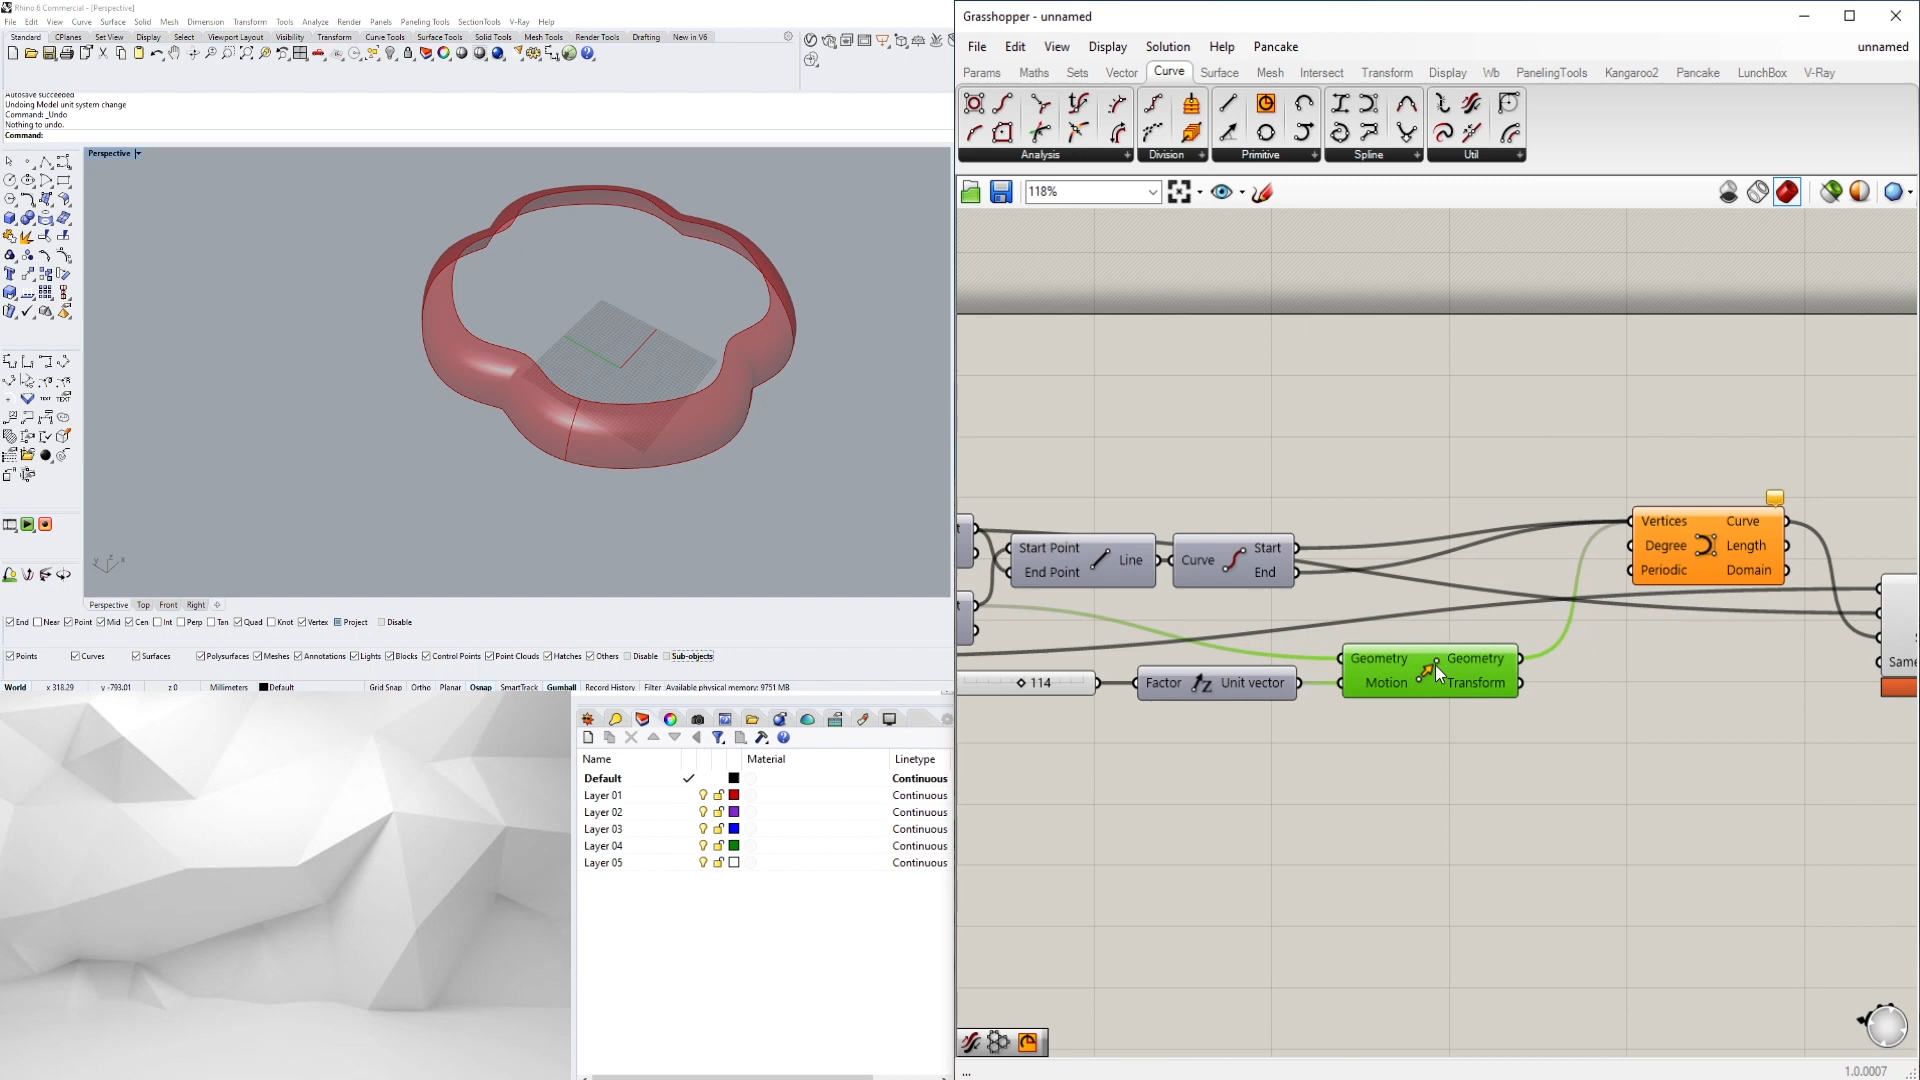 Rhino 6 Commercial - [Perspective]
File Edit View Curve Surface Solid Mesh Dimension Transform Tools Analyze Render Panels Paneling Tools SectionTools V-Ray Help
Standard CPlanes Set View Display Select Viewport Layout Visibility Transform Curve Tools Surface Tools Solid Tools Mesh Tools Render Tools Drafting New in V6
Autosave succeeded
Undoing Model unit system change
Command: _Undo
Nothing to undo.
Command:
Perspective
Perspective Top Front Right
End Near Point Mid Cen Int Perp Tan Quad Knot Vertex Project Disable
Points Curves Surfaces Polysurfaces Meshes Annotations Lights Blocks Control Points Point Clouds Hatches Others Disable Sub-objects
World x 318.29 y -793.01 z 0 Millimeters Default Grid Snap Ortho Planar Osnap SmartTrack Gumball Record History Filter Available physical memory: 9751 MB
Name Material Linetype
Default Continuous
Layer 01 Continuous
Layer 02 Continuous
Layer 03 Continuous
Layer 04 Continuous
Layer 05 Continuous
Grasshopper - unnamed
File Edit View Display Solution Help Pancake unnamed
Params Maths Sets Vector Curve Surface Mesh Intersect Transform Display Wb PanelingTools Kangaroo2 Pancake LunchBox V-Ray
Analysis Division Primitive Spline Util
118%
Vertices Curve
Degree Length
Periodic Domain
Start Point Line
End Point
Curve Start
End
Geometry Geometry
Motion Transform
114
Factor Unit vector
Same
...
1.0.0007